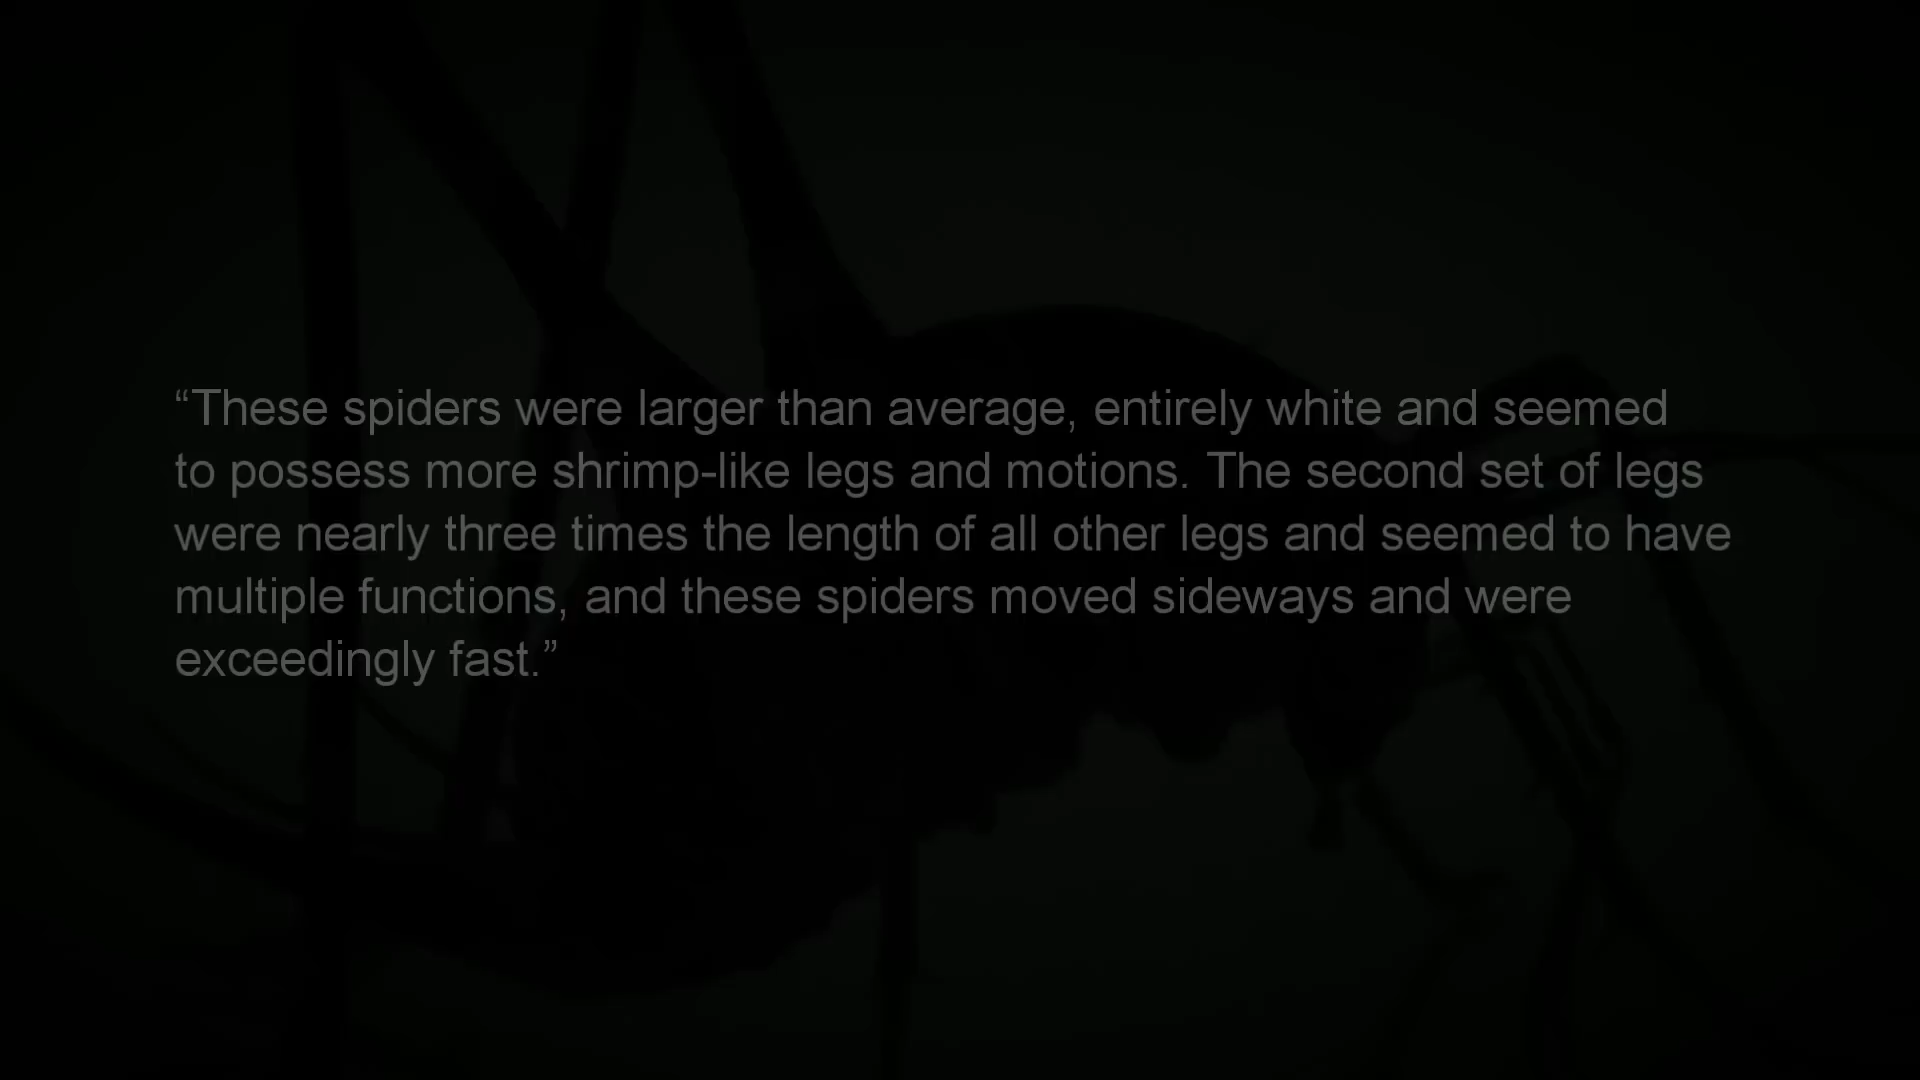 “These spiders were larger than average, entirely white and seemed
to possess more shrimp-like legs and motions. The second set of legs
were nearly three times the length of all other legs and seemed to have
multiple functions, and these spiders moved sideways and were
exceedingly fast.”